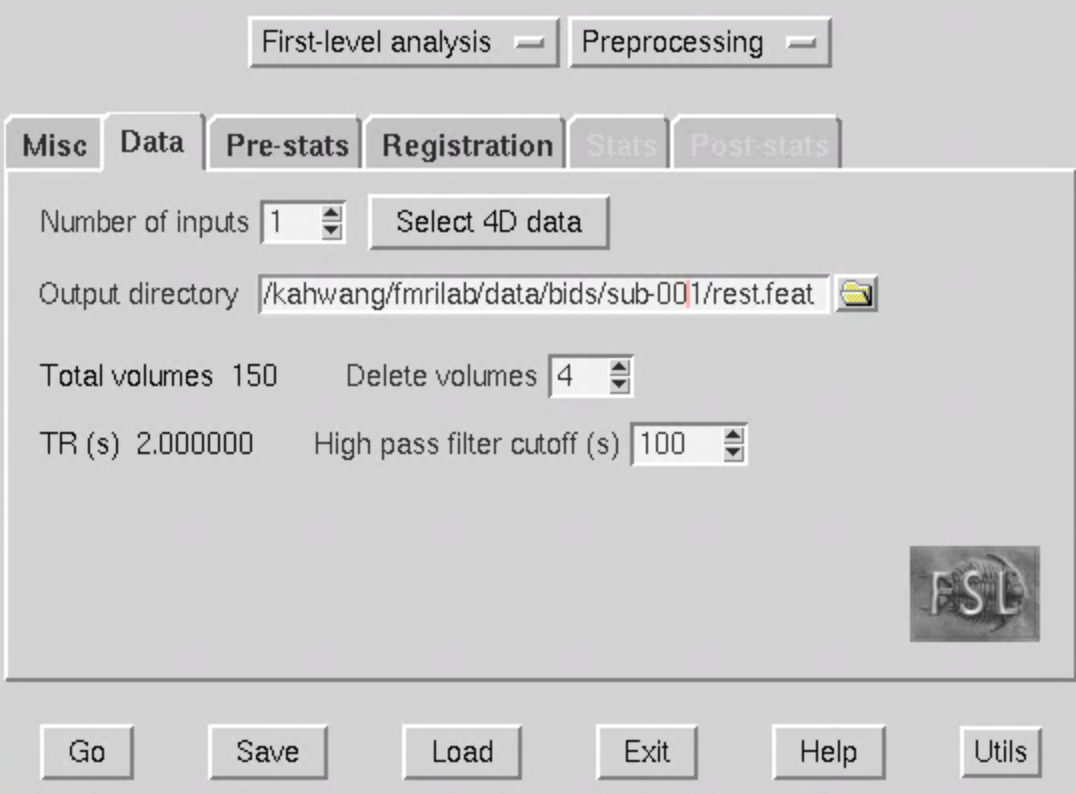 First-level analysis Preprocessing
Misc Data Pre-stats Registration Stats Post-stats
Number of inputs 1 Select 4D data
Output directory /kahwang/fmrilab/data/bids/sub-001/rest.feat
Total volumes 150 Delete volumes 4
TR (s) 2.000000 High pass filter cutoff (s) 100
FSL
Go Save Load Exit Help Utils